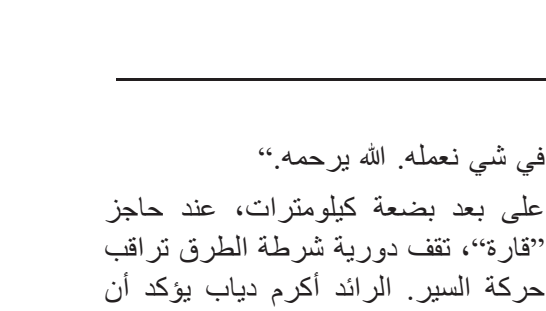 في شي نعمله. الله يرحمه.“
على بعد بضعة كيلومترات، عند حاجز
”قارة“، تقف دورية شرطة الطرق تراقب
حركة السير. الرائد أكرم دياب يؤكد أن